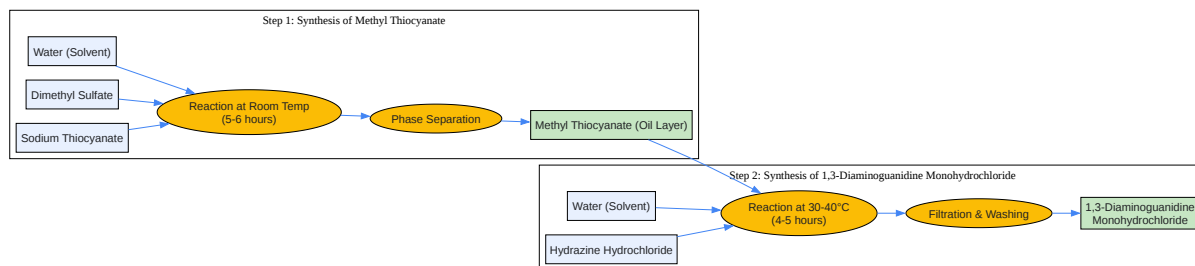 Step 1: Synthesis of Methyl Thiocyanate
Water (Solvent)
Dimethyl Sulfate
Sodium Thiocyanate
Reaction at Room Temp
(5-6 hours)
Phase Separation
Methyl Thiocyanate (Oil Layer)
Step 2: Synthesis of 1,3-Diaminoguanidine Monohydrochloride
Water (Solvent)
Hydrazine Hydrochloride
Reaction at 30-40°C
(4-5 hours)
Filtration & Washing
1,3-Diaminoguanidine
Monohydrochloride